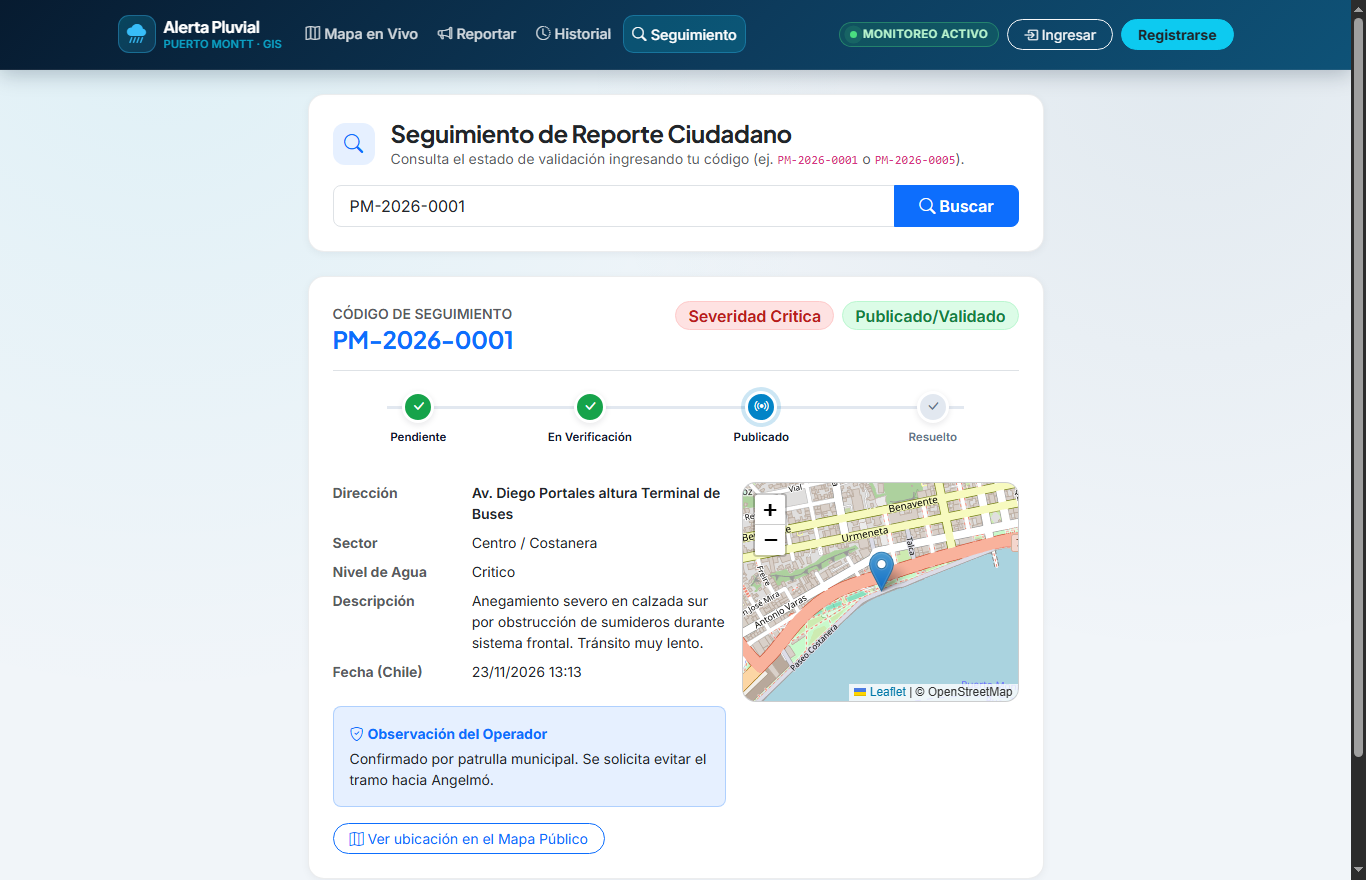 Alerta Pluvial
PUERTO MONTT · GIS
Mapa en Vivo
Reportar
Historial
Seguimiento
MONITOREO ACTIVO
Ingresar
Registrarse
Seguimiento de Reporte Ciudadano
Consulta el estado de validación ingresando tu código (ej. PM-2026-0001 o PM-2026-0005).
PM-2026-0001
Buscar
CÓDIGO DE SEGUIMIENTO
PM-2026-0001
Severidad Critica
Publicado/Validado
Pendiente
En Verificación
Publicado
Resuelto
Dirección
Av. Diego Portales altura Terminal de
Buses
Sector
Centro / Costanera
Nivel de Agua
Critico
Descripción
Anegamiento severo en calzada sur
por obstrucción de sumideros durante
sistema frontal. Tránsito muy lento.
Fecha (Chile)
23/11/2026 13:13
+
−
Vial
Benavente
Urmeneta
Talca
Freire
Antonio Varas
Paseo Costanera
Leaflet | © OpenStreetMap
Observación del Operador
Confirmado por patrulla municipal. Se solicita evitar el
tramo hacia Angelmó.
Ver ubicación en el Mapa Público